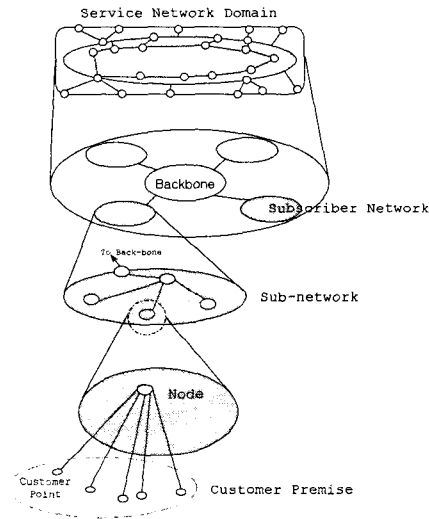 Service Network Domain
Backbone
Subscriber Network
To Back-bone
Sub-network
Node
Customer
Point
Customer Premise